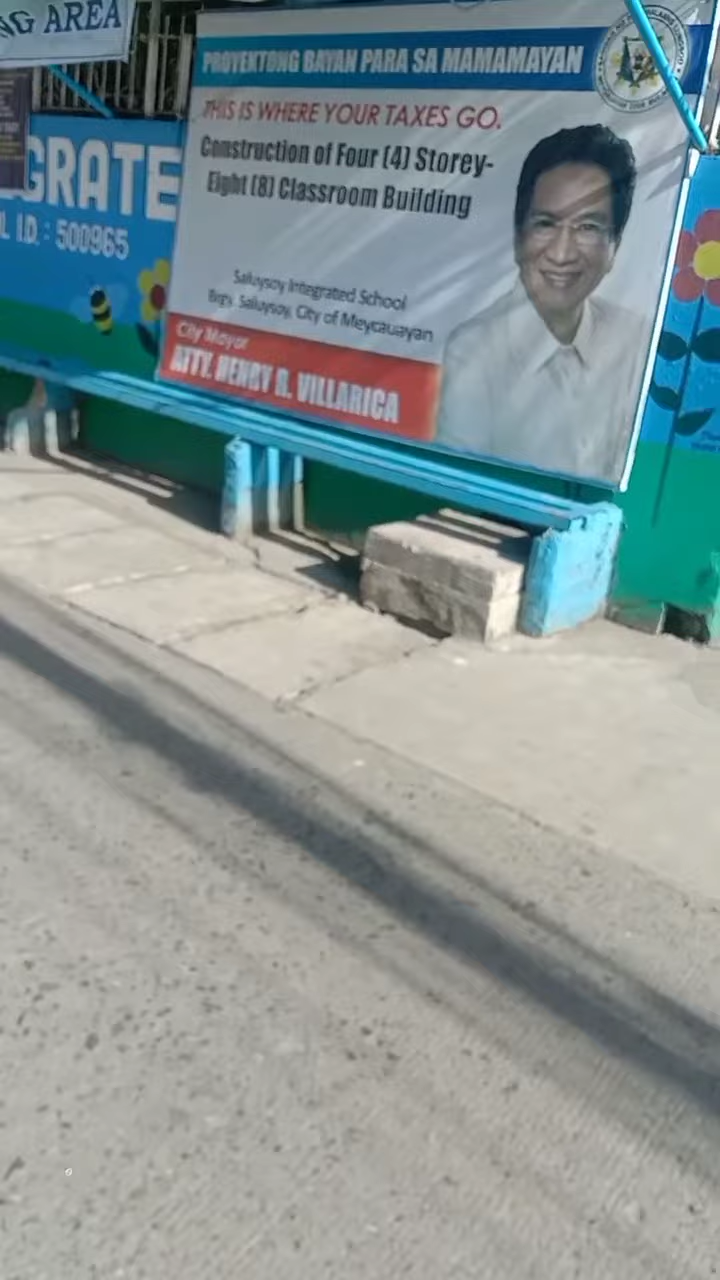 NG AREA
GRATE
L I.D. : 500965
PROYEKTONG BAYAN PARA SA MAMAMAYAN
THIS IS WHERE YOUR TAXES GO.
Construction of Four (4) Storey-
Eight (8) Classroom Building
Saluysoy Integrated School
Brgy. Saluysoy, City of Meycauayan
City Mayor
ATTY. HENRY R. VILLARICA